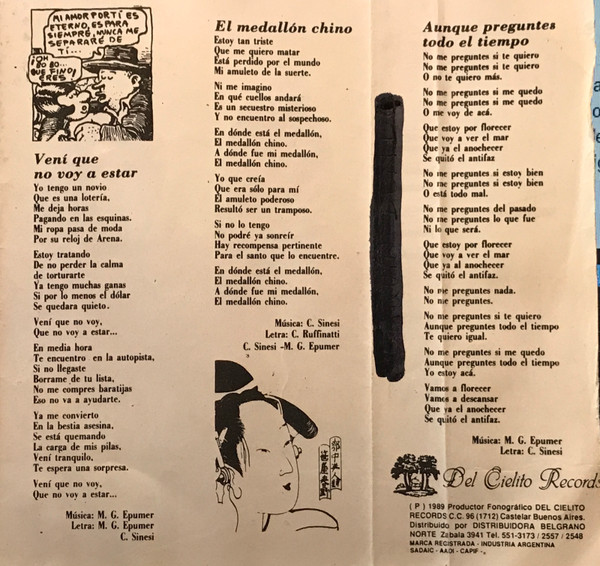 MI AMOR POR TÍ ES
ETERNO, ES PARA
SIEMPRE, NUNCA ME
SEPARARÉ DE
TÍ...
¡OH
BO BO...
QUE FINO
ERES
Vení que
no voy a estar
Yo tengo un novio
Que es una lotería,
Me deja horas
Pagando en las esquinas.
Mi ropa pasa de moda
Por su reloj de Arena.
Estoy tratando
De no perder la calma
de torturarte
Ya tengo muchas ganas
Si por lo menos el dólar
Se quedara quieto.
Vení que no voy,
Que no voy a estar...
En media hora
Te encuentro en la autopista,
Si no llegaste
Borrame de tu lista,
No me compres baratijas
Eso no va a ayudarte.
Ya me convierto
En la bestia asesina,
Se está quemando
La carga de mis pilas,
Vení tranquilo,
Te espera una sorpresa.
Vení que no voy,
Que no voy a estar...
Música: M. G. Epumer
Letra: M. G. Epumer
C. Sinesi
El medallón chino
Estoy tan triste
Que me quiero matar
Está perdido por el mundo
Mi amuleto de la suerte.
Ni me imagino
En qué cuellos andará
Es un secuestro misterioso
Y no encuentro al sospechoso.
En dónde está el medallón,
El medallón chino.
A dónde fue mi medallón,
El medallón chino.
Yo que creía
Que era sólo para mí
El amuleto poderoso
Resultó ser un tramposo.
Si no lo tengo
No podré ya sonreír
Hay recompensa pertinente
Para el santo que lo encuentre.
En dónde está el medallón,
El medallón chino,
A dónde fue mi medallón,
El medallón chino.
Música: C. Sinesi
Letra: C. Ruffinatti
C. Sinesi -M. G. Epumer
Aunque preguntes
todo el tiempo
No me preguntes si te quiero
No me preguntes si te quiero
O no te quiero más.
No me preguntes si me quedo
No me preguntes si me quedo
O me voy de acá.
Que estoy por florecer
Que voy a ver el mar
Que ya el anochecer
Se quitó el antifaz
No me preguntes si estoy bien
No me preguntes si estoy bien
O está todo mal.
No me preguntes del pasado
No me preguntes lo que fue
Ni lo que será.
Que estoy por florecer
Que voy a ver el mar
Que ya al anochecer
Se quitó el antifaz.
No me preguntes nada.
No me preguntes.
No me preguntes si te quiero
Aunque preguntes todo el tiempo
Te quiero igual.
No me preguntes si me quedo
Aunque preguntes todo el tiempo
Yo estoy acá.
Vamos a florecer
Vamos a descansar
Que ya el anochecer
Se quitó el antifaz.
Música: M. G. Epumer
Letra: C. Sinesi
Del Cielito Records
( P ) 1989 Productor Fonográfico DEL CIELITO
RECORDS C.C. 96 (1712) Castelar Buenos Aires.
Distribuido por DISTRIBUIDORA BELGRANO
NORTE Zabala 3941 Tel. 551-3173 / 2557 / 2548
MARCA REGISTRADA - INDUSTRIA ARGENTINA
SADAIC - AADI - CAPIF -